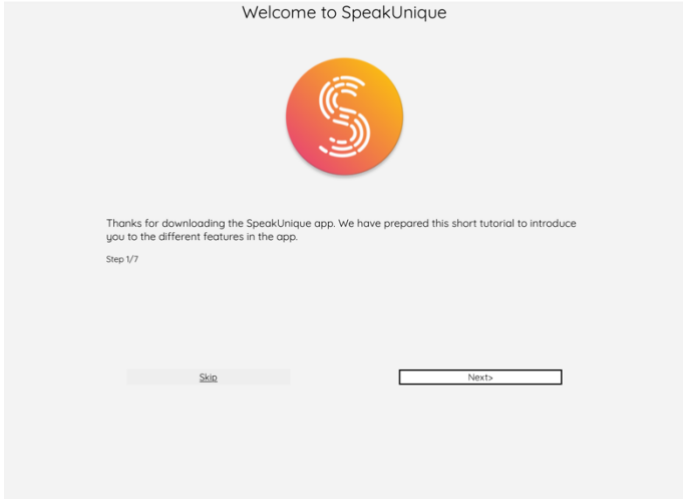 Welcome to SpeakUnique
Thanks for downloading the SpeakUnique app. We have prepared this short tutorial to introduce
you to the different features in the app.
Step 1/7
Skip
Next>